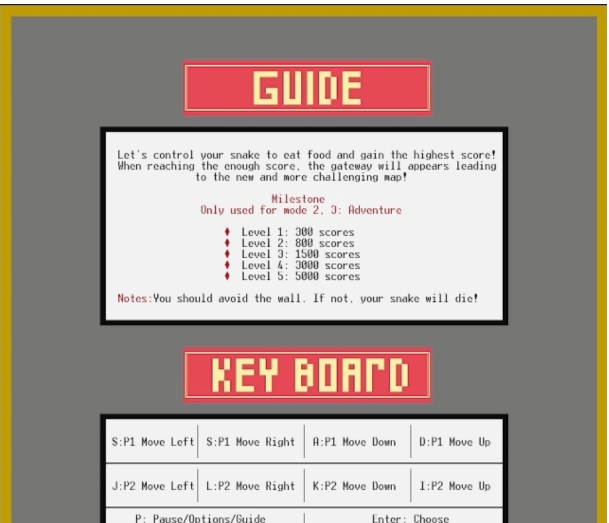 GUIDE
Let's control your snake to eat food and gain the highest score!
When reaching the enough score, the gateway will appears leading
to the new and more challenging map!
Milestone
Only used for mode 2, 3: Adventure
♦ Level 1: 300 scores
♦ Level 2: 800 scores
♦ Level 3: 1500 scores
♦ Level 4: 3000 scores
♦ Level 5: 5000 scores
Notes:You should avoid the wall. If not, your snake will die!
KEY BOARD
S:P1 Move Left S:P1 Move Right A:P1 Move Down D:P1 Move Up
J:P2 Move Left L:P2 Move Right K:P2 Move Down I:P2 Move Up
P: Pause/Options/Guide Enter: Choose